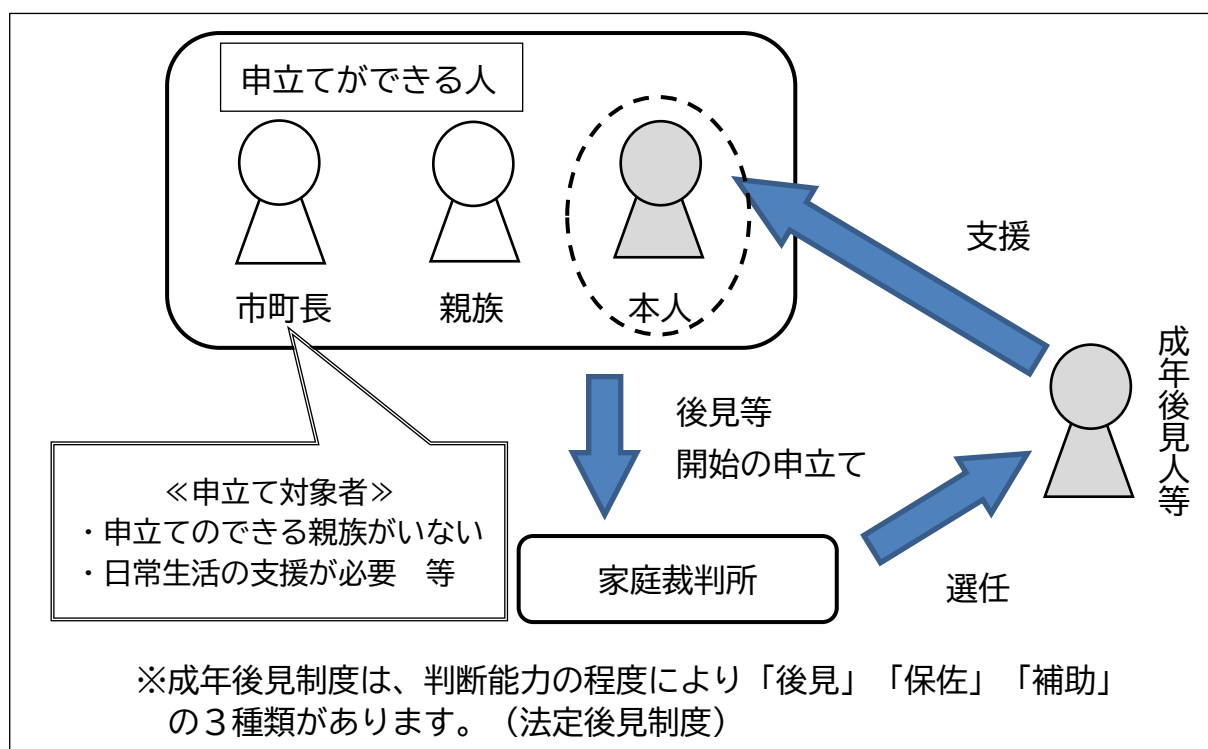 申立てができる人
市町長
親族
本人
支援
成年後見人等
後見等
開始の申立て
≪申立て対象者≫
・申立てのできる親族がいない
・日常生活の支援が必要　等
家庭裁判所
選任
※成年後見制度は、判断能力の程度により「後見」「保佐」「補助」
の３種類があります。（法定後見制度）